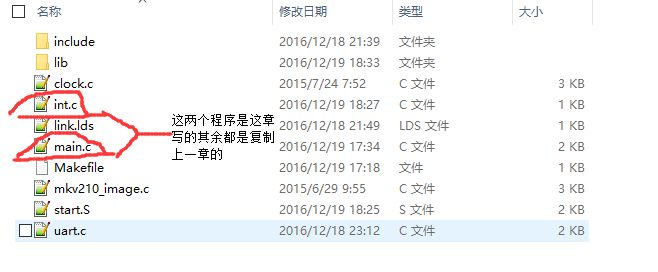 名称 修改日期 类型 大小
include 2016/12/18 21:39 文件夹
lib 2016/12/18 23:22 文件夹
clock.c 2015/7/24 7:52 C 文件 3 KB
int.c 2016/12/19 18:27 C 文件 1 KB
link.lds 2016/12/18 21:49 LDS 文件 1 KB
main.c 2016/12/19 17:34 C 文件 2 KB
Makefile 2016/12/19 17:18 文件 1 KB
mkv210_image.c 2015/6/29 9:55 C 文件 3 KB
start.S 2016/12/19 18:25 S 文件 2 KB
uart.c 2016/12/18 23:12 C 文件 2 KB
这两个程序是这章
写的其余都是复制
上一章的